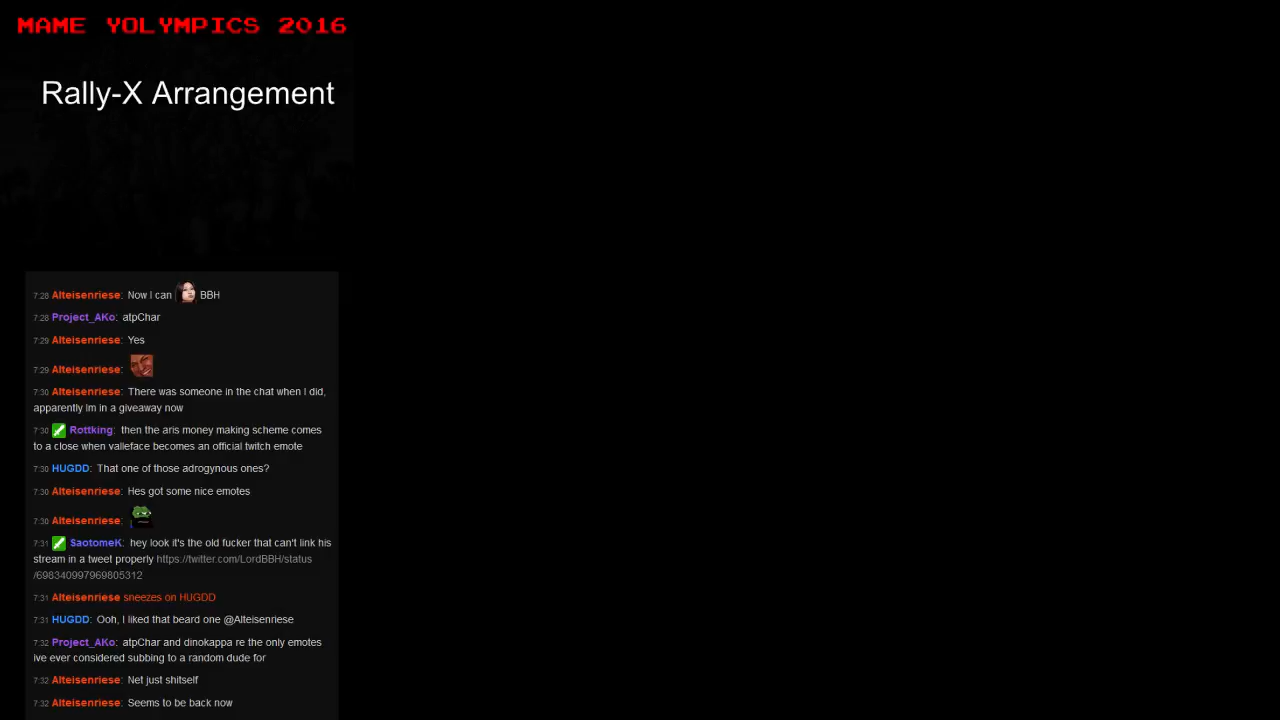 MAME YOLYMPICS 2016
Rally-X Arrangement
7:28 Alteisenriese: Now I can BBH
7:28 Project_AKo: atpChar
7:29 Alteisenriese: Yes
7:29 Alteisenriese:
7:30 Alteisenriese: There was someone in the chat when I did,
apparently Im in a giveaway now
7:30 Rottking: then the aris money making scheme comes
to a close when valleface becomes an official twitch emote
7:30 HUGDD: That one of those adrogynous ones?
7:30 Alteisenriese: Hes got some nice emotes
7:30 Alteisenriese:
7:31 SaotomeK: hey look it's the old fucker that can't link his
stream in a tweet properly https://twitter.com/LordBBH/status
/698340997969805312
7:31 Alteisenriese sneezes on HUGDD
7:31 HUGDD: Ooh, I liked that beard one @Alteisenriese
7:32 Project_AKo: atpChar and dinokappa re the only emotes
ive ever considered subbing to a random dude for
7:32 Alteisenriese: Net just shitself
7:32 Alteisenriese: Seems to be back now